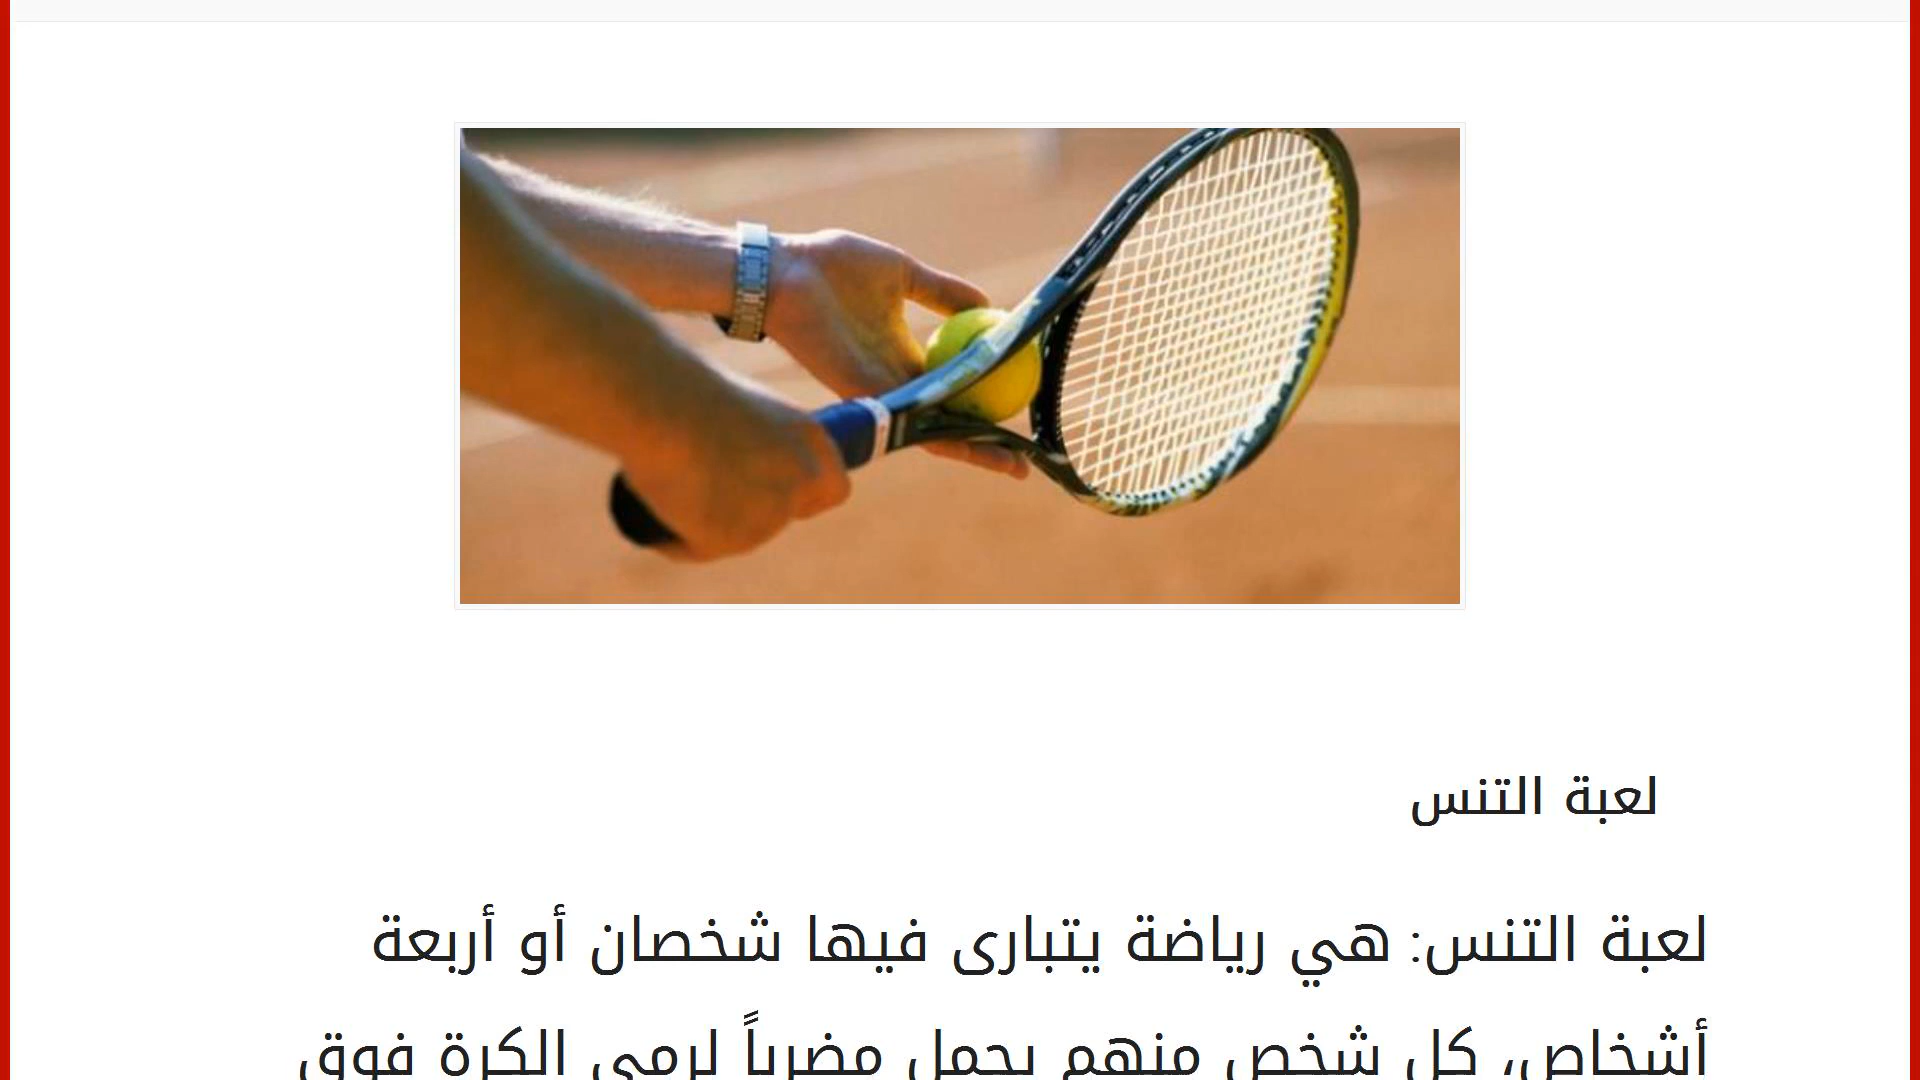 لعبة التنس
لعبة التنس: هي رياضة يتبارى فيها شخصان أو أربعة
أشخاص، كل شخص منهم يحمل مضرباً لرمي الكرة فوق